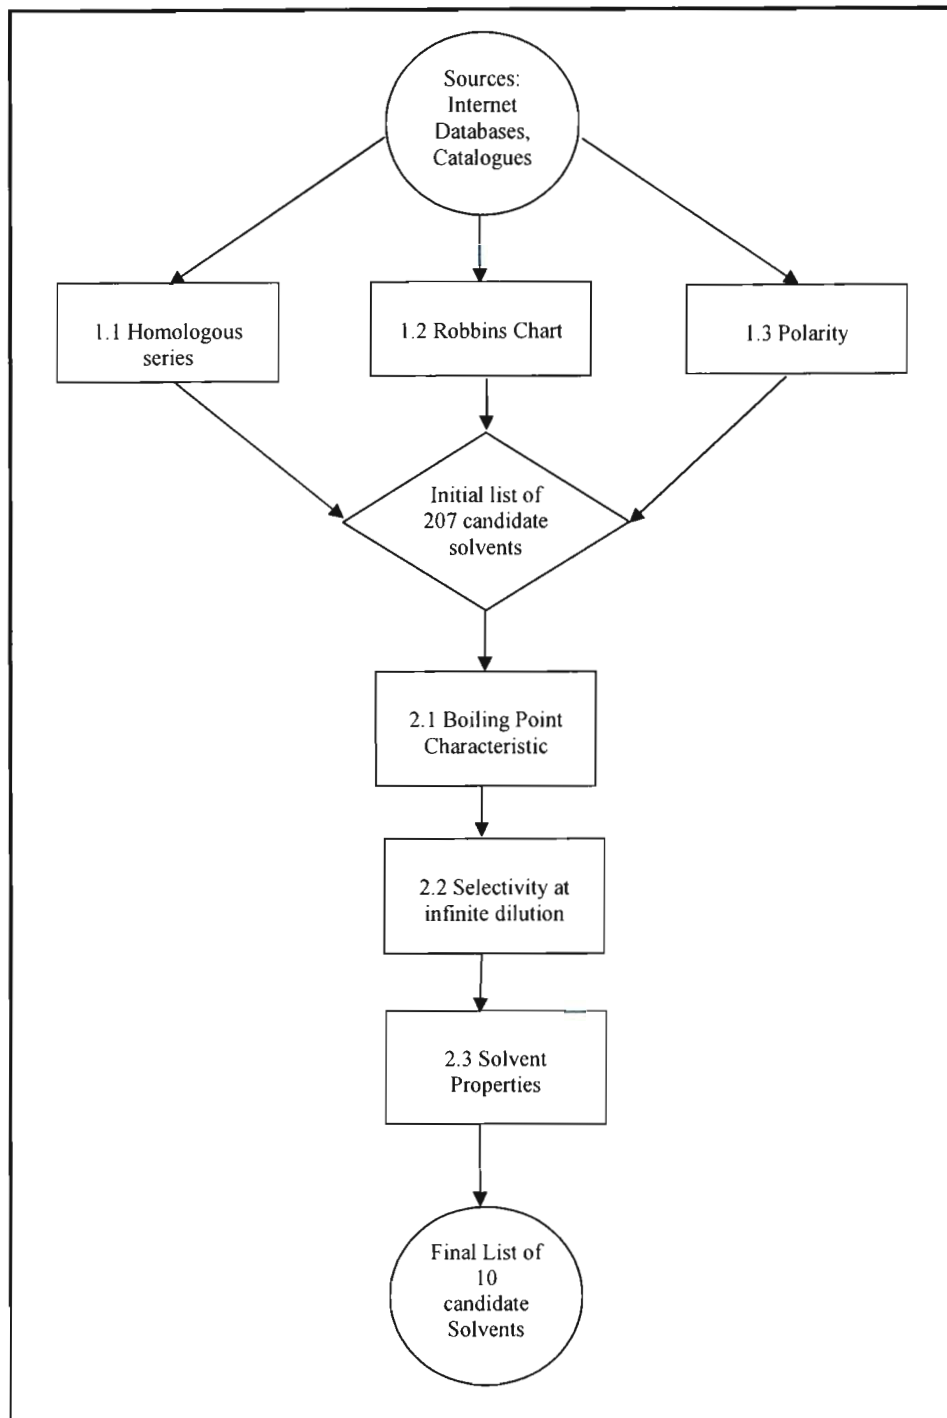 Sources:
Internet
Databases,
Catalogues
1.1 Homologous
series
1.2 Robbins Chart
1.3 Polarity
Initial list of
207 candidate
solvents
2.1 Boiling Point
Characteristic
2.2 Selectivity at
infinite dilution
2.3 Solvent
Properties
Final List of
10
candidate
Solvents